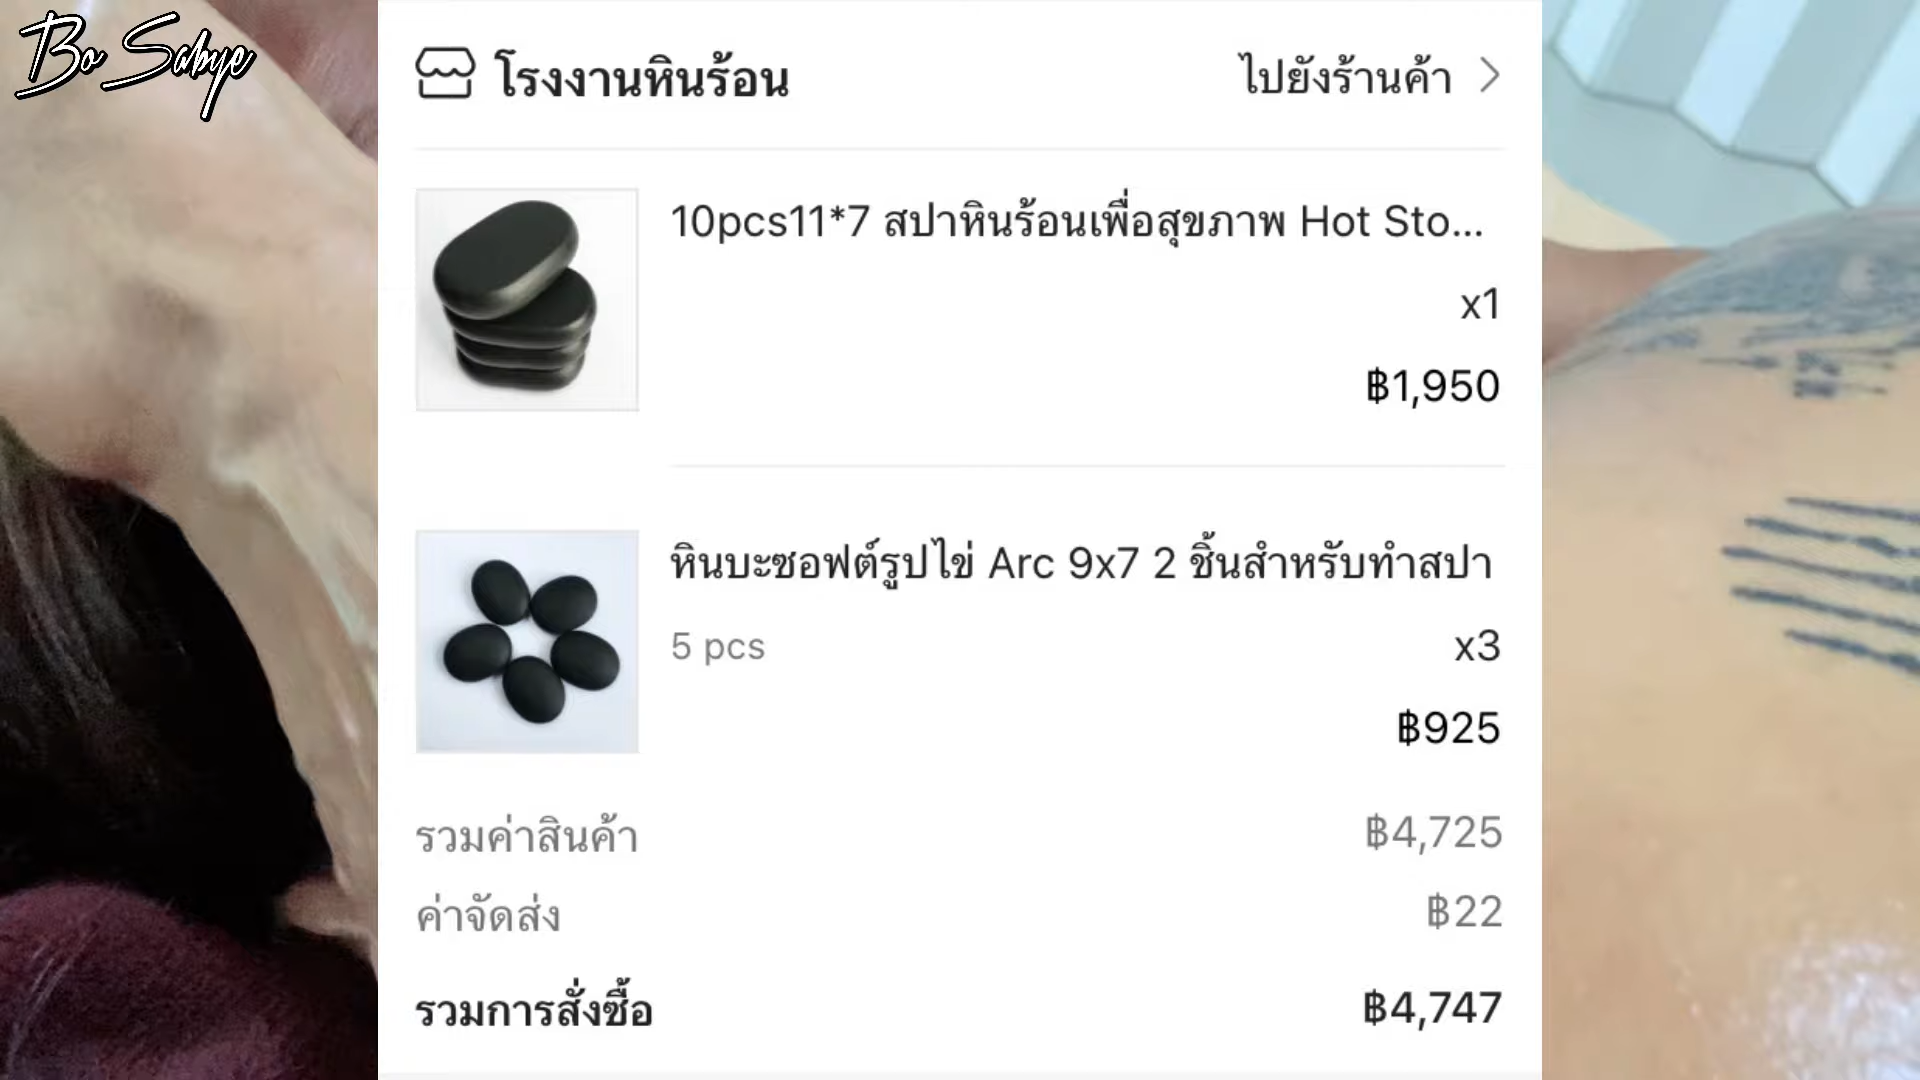 Bo Sabye
โรงงานหินร้อน
ไปยังร้านค้า
10pcs11*7 สปาหินร้อนเพื่อสุขภาพ Hot Sto...
x1
฿1,950
หินบะซอฟต์รูปไข่ Arc 9x7 2 ชิ้นสำหรับทำสปา
5 pcs
x3
฿925
รวมค่าสินค้า
฿4,725
ค่าจัดส่ง
฿22
รวมการสั่งซื้อ
฿4,747